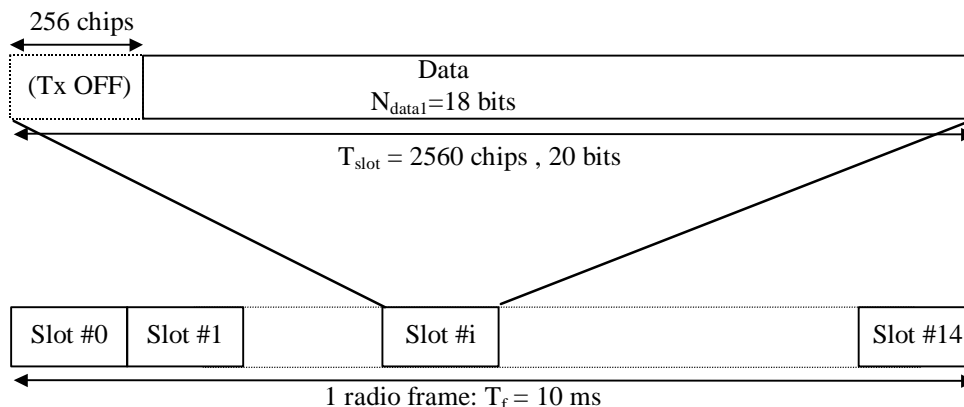 256 chips
(Tx OFF)
Data
N_data1=18 bits
T_slot = 2560 chips , 20 bits
Slot #0 Slot #1 Slot #i Slot #14
1 radio frame: T_f = 10 ms